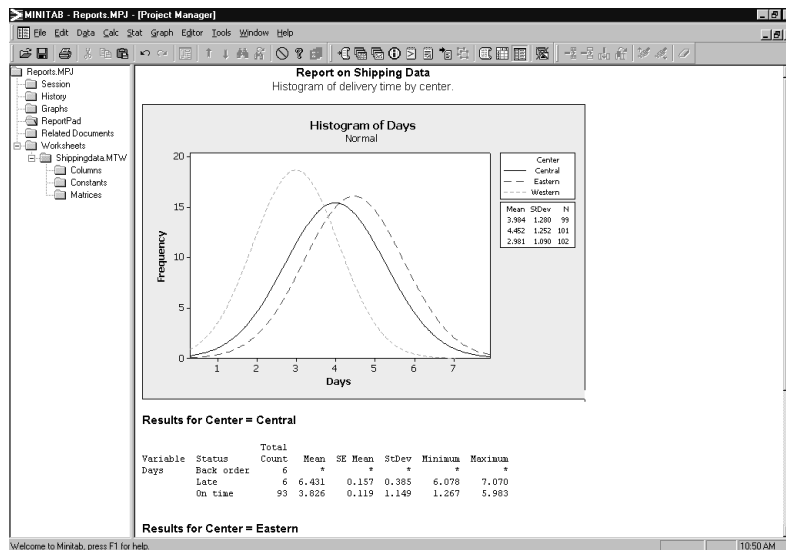 MINITAB - Reports.MPJ - [Project Manager]
File Edit Data Calc Stat Graph Editor Tools Window Help
Reports.MPJ
Session
History
Graphs
ReportPad
Related Documents
Worksheets
Shippingdata.MTW
Columns
Constants
Matrices
Report on Shipping Data
Histogram of delivery time by center.
Histogram of Days
Normal
20
15
10
5
0
Frequency
1 2 3 4 5 6 7
Days
Center
Central
Eastern
Western
Mean StDev N
3.984 1.280 99
4.452 1.252 101
2.981 1.090 102
Results for Center = Central
Total
Variable Status Count Mean SE Mean StDev Minimum Maximum
Days Back order 6 * * * * *
Late 6 6.431 0.157 0.385 6.078 7.070
On time 93 3.826 0.119 1.149 1.267 5.983
Results for Center = Eastern
Welcome to Minitab, press F1 for help. 10:50 AM